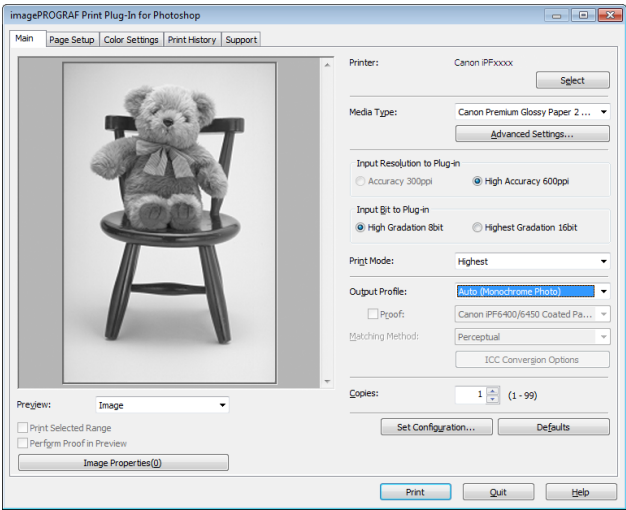 imagePROGRAF Print Plug-In for Photoshop
Main Page Setup Color Settings Print History Support
Printer: Canon iPFxxxx
Select
Media Type: Canon Premium Glossy Paper 2 ...
Advanced Settings...
Input Resolution to Plug-in
Accuracy 300ppi High Accuracy 600ppi
Input Bit to Plug-in
High Gradation 8bit Highest Gradation 16bit
Print Mode: Highest
Output Profile: Auto (Monochrome Photo)
Proof: Canon iPF6400/6450 Coated Pa...
Matching Method: Perceptual
ICC Conversion Options
Copies: 1 (1 - 99)
Preview: Image
Print Selected Range
Perform Proof in Preview
Image Properties(O)
Set Configuration... Defaults
Print Quit Help